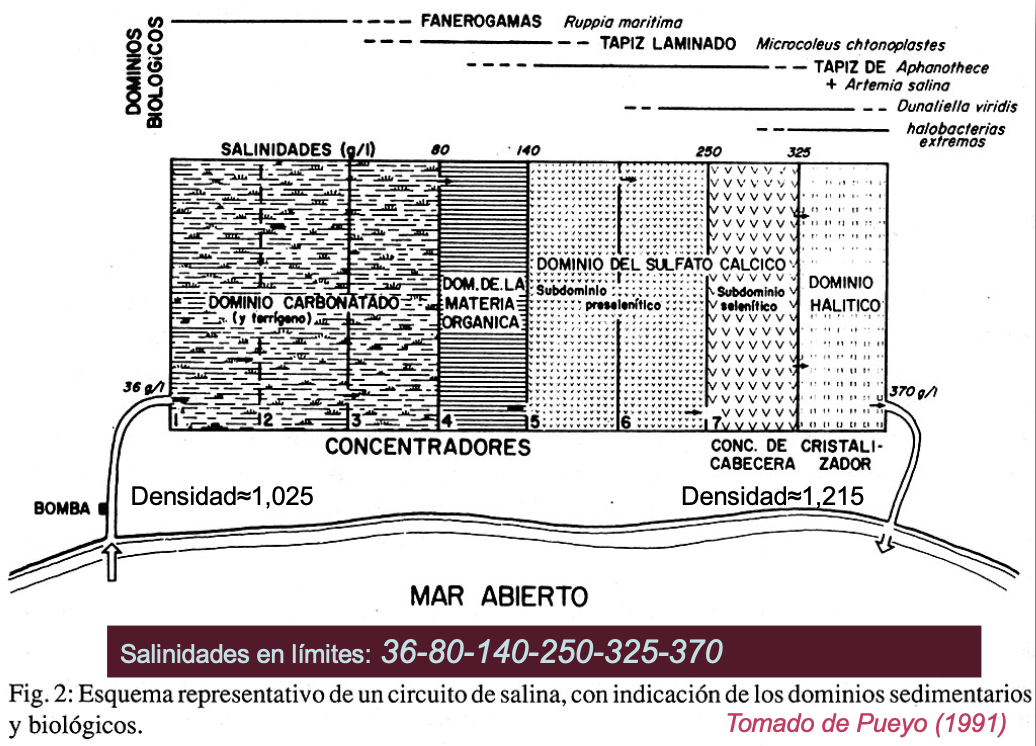 DOMINIOS
BIOLOGICOS
FANEROGAMAS Ruppia maritima
TAPIZ LAMINADO Microcoleus chtonoplastes
TAPIZ DE Aphanothece
+ Artemia salina
Dunaliella viridis
halobacterias
extremos
SALINIDADES (g/l) 80 140 250 325
DOMINIO CARBONATADO
(y terrígeno)
DOM. DE LA
MATERIA
ORGANICA
DOMINIO DEL SULFATO CALCICO
Subdominio
preselenítico
Subdominio
selenítico
DOMINIO
HALITICO
36 g/l
370 g/l
1 2 3 4 5 6 7
CONCENTRADORES
CONC. DE
CABECERA
CRISTALI-
ZADOR
BOMBA
Densidad≈1,025
Densidad≈1,215
MAR ABIERTO
Salinidades en límites: 36-80-140-250-325-370
Fig. 2: Esquema representativo de un circuito de salina, con indicación de los dominios sedimentarios
y biológicos.
Tomado de Pueyo (1991)